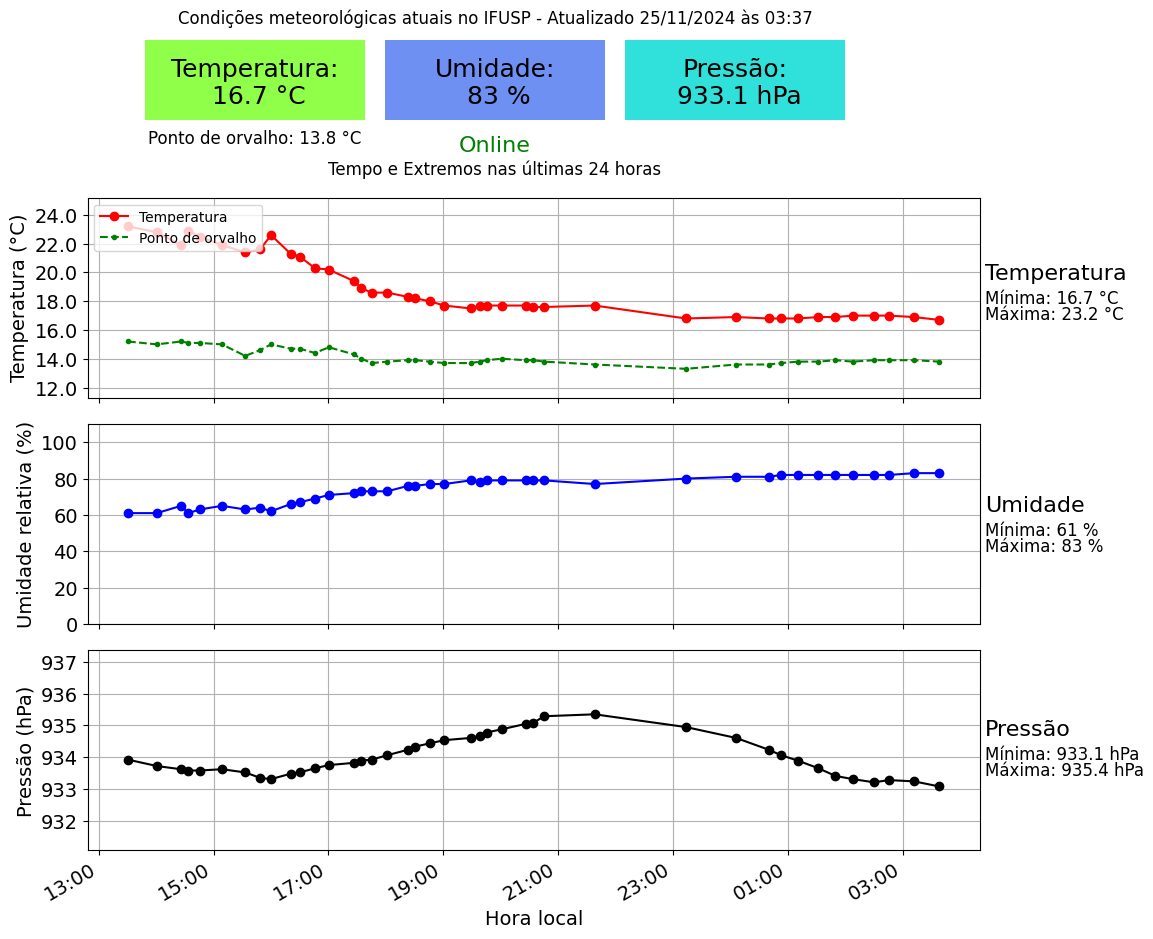 Condições meteorológicas atuais no IFUSP - Atualizado 25/11/2024 às 03:37
Temperatura:
16.7 °C
Umidade:
83 %
Pressão:
933.1 hPa
Ponto de orvalho: 13.8 °C
Online
Tempo e Extremos nas últimas 24 horas
Temperatura (°C)
24.0
22.0
20.0
18.0
16.0
14.0
12.0
Temperatura
Ponto de orvalho
Temperatura
Mínima: 16.7 °C
Máxima: 23.2 °C
Umidade relativa (%)
100
80
60
40
20
0
Umidade
Mínima: 61 %
Máxima: 83 %
Pressão (hPa)
937
936
935
934
933
932
Pressão
Mínima: 933.1 hPa
Máxima: 935.4 hPa
13:00
15:00
17:00
19:00
21:00
23:00
01:00
03:00
Hora local